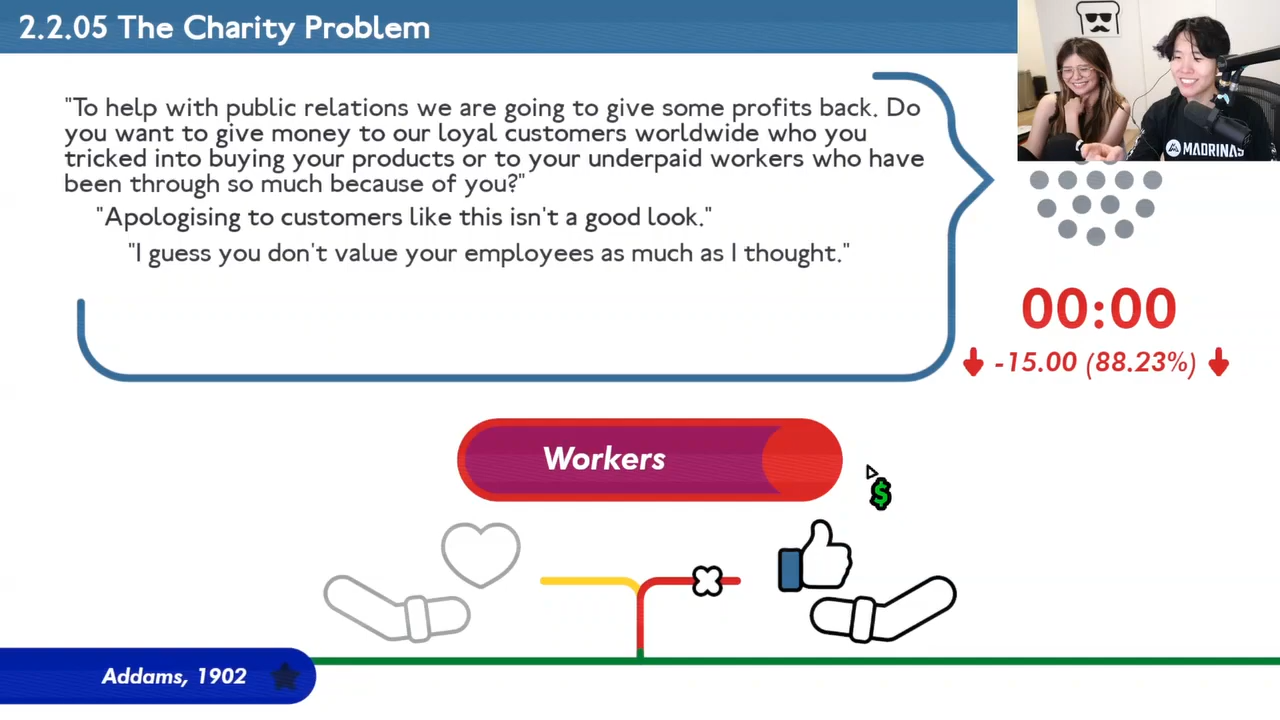 2.2.05 The Charity Problem
"To help with public relations we are going to give some profits back. Do
you want to give money to our loyal customers worldwide who you
tricked into buying your products or to your underpaid workers who have
been through so much because of you?"
"Apologising to customers like this isn't a good look."
"I guess you don't value your employees as much as I thought."
MADRINAS
00:00
-15.00 (88.23%)
Workers
$
Addams, 1902